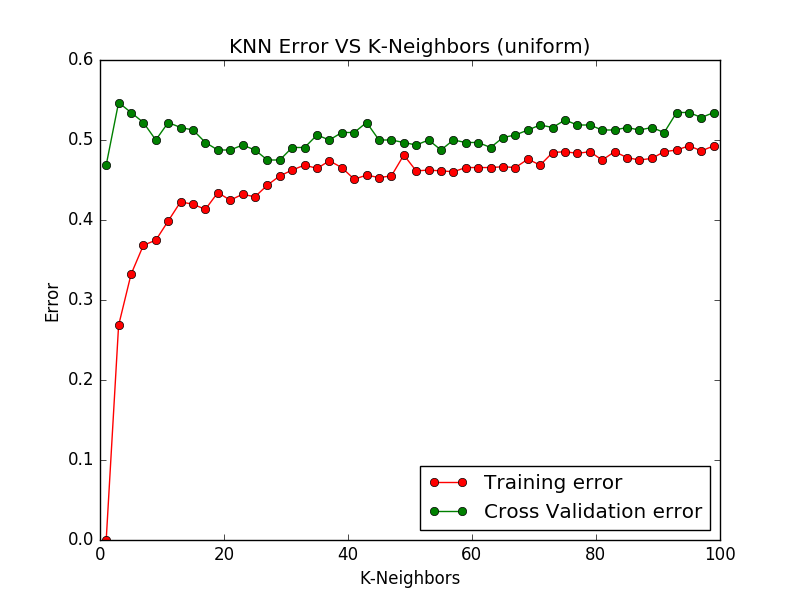 KNN Error VS K-Neighbors (uniform)
0.6
0.5
0.4
0.3
0.2
0.1
0.0
Error
0 20 40 60 80 100
K-Neighbors
Training error
Cross Validation error